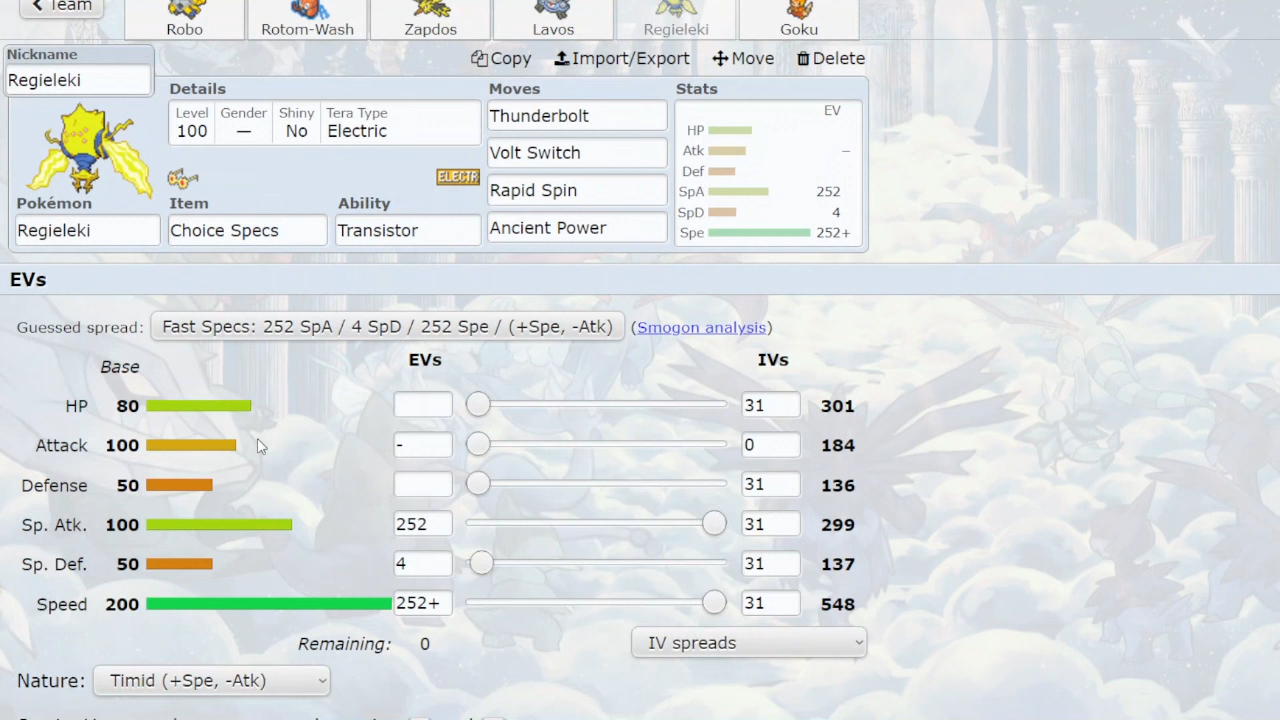 Team
Robo
Rotom-Wash
Zapdos
Lavos
Regieleki
Goku
Nickname
Regieleki
Copy
Import/Export
Move
Delete
Details
Level
100
Gender
—
Shiny
No
Tera Type
Electric
ELECTR
Pokémon
Regieleki
Item
Choice Specs
Ability
Transistor
Moves
Thunderbolt
Volt Switch
Rapid Spin
Ancient Power
Stats
EV
HP
Atk –
Def
SpA 252
SpD 4
Spe 252+
EVs
Guessed spread: Fast Specs: 252 SpA / 4 SpD / 252 Spe / (+Spe, -Atk) (Smogon analysis)
Base EVs IVs
HP 80 31 301
Attack 100 - 0 184
Defense 50 31 136
Sp. Atk. 100 252 31 299
Sp. Def. 50 4 31 137
Speed 200 252+ 31 548
Remaining: 0 IV spreads
Nature: Timid (+Spe, -Atk)